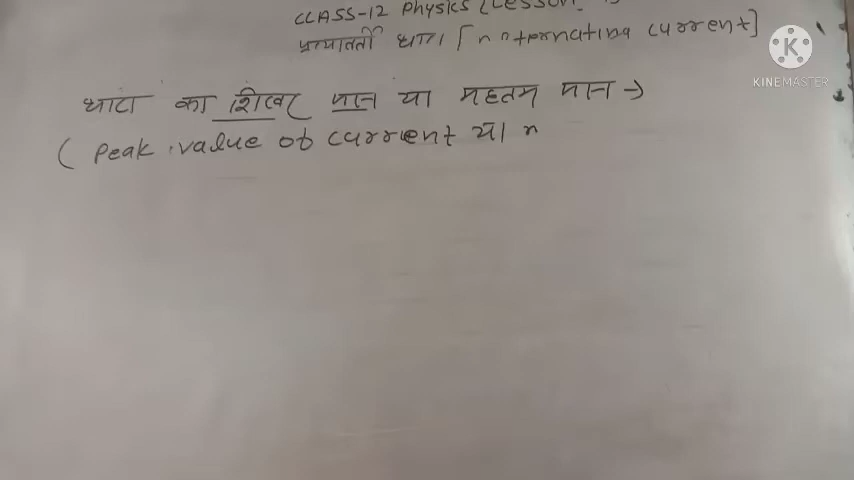 CLASS-12 Physics (Lesson
प्रत्यावर्ती धारा [Alternating current]
K
KINEMASTER
धारा का शिखर मान या महत्तम मान →
( Peak value of current या